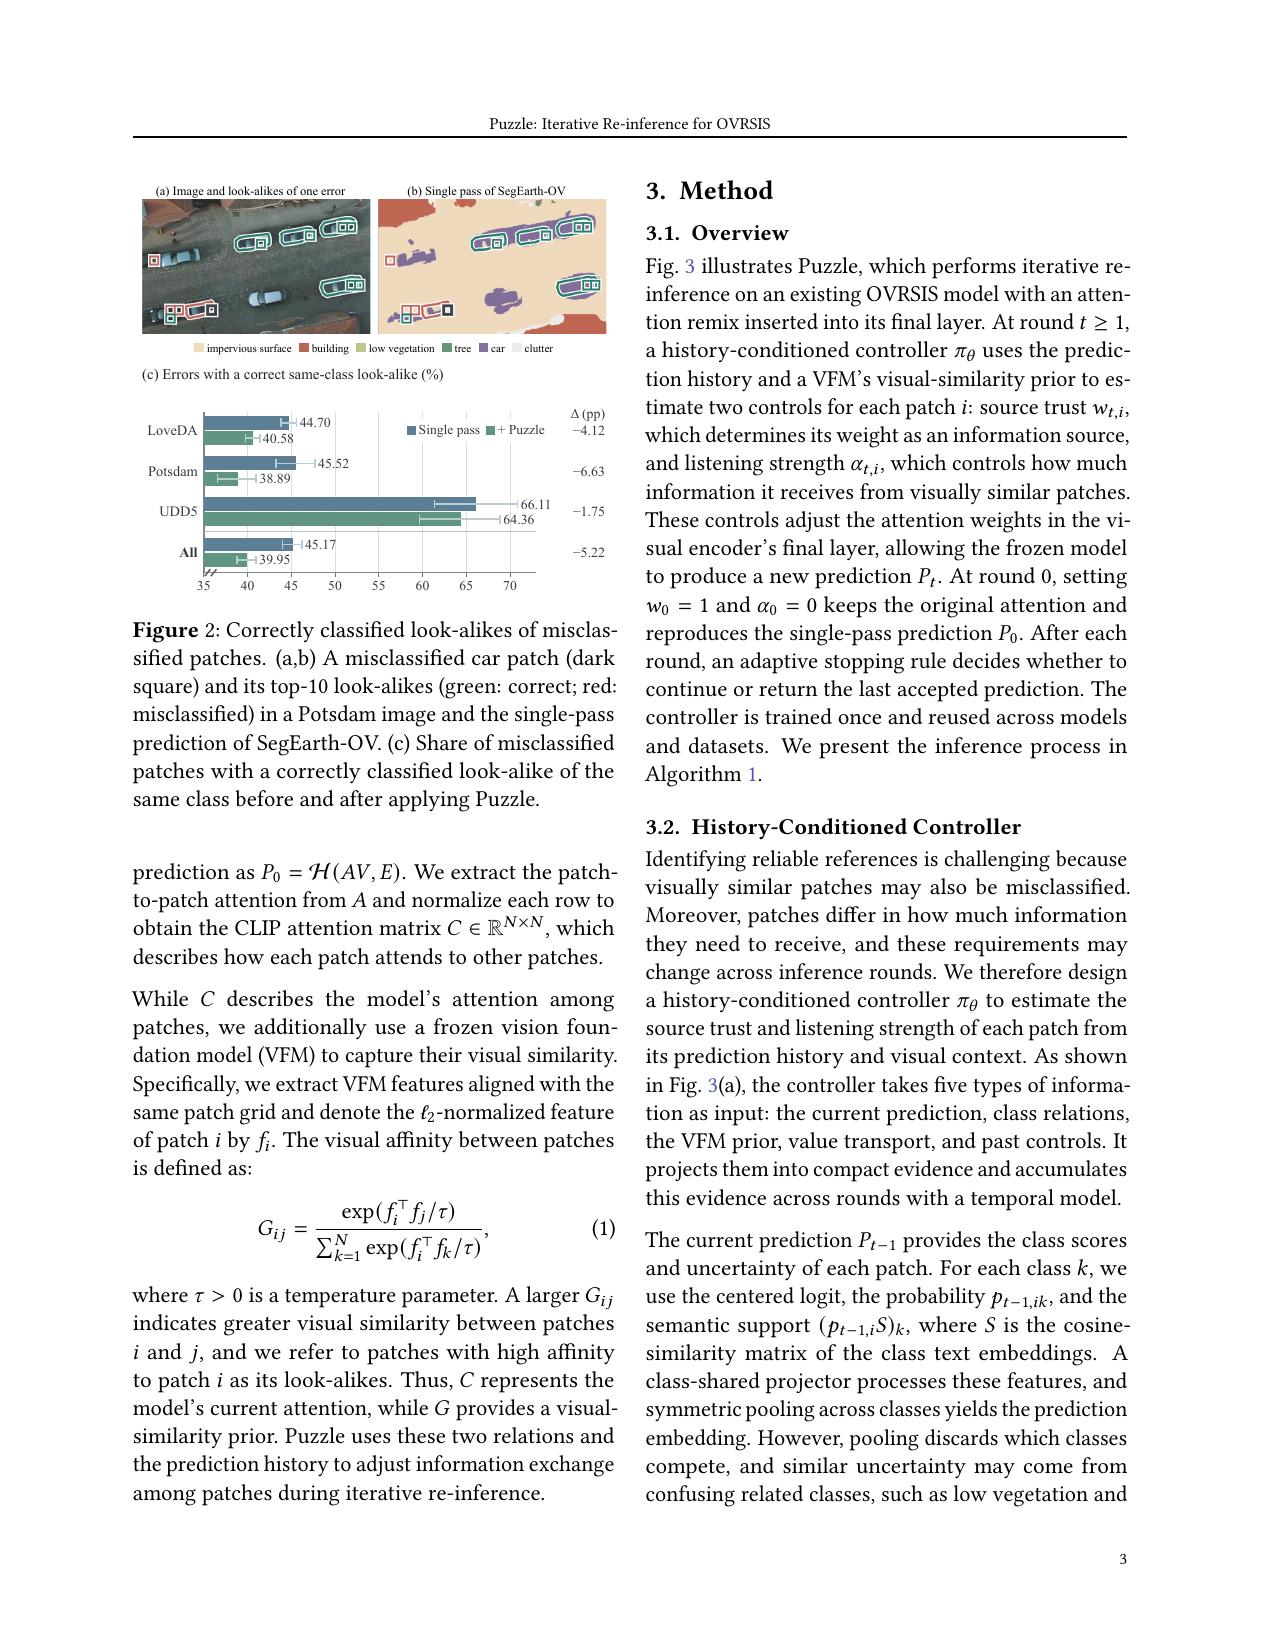 Puzzle: Iterative Re-inference for OVRSIS
(a) Image and look-alikes of one error
(b) Single pass of SegEarth-OV
impervious surface building low vegetation tree car clutter
(c) Errors with a correct same-class look-alike (%)
Δ (pp)
Single pass + Puzzle
LoveDA 44.70 40.58 −4.12
Potsdam 45.52 38.89 −6.63
UDD5 66.11 64.36 −1.75
All 45.17 39.95 −5.22
35 40 45 50 55 60 65 70
Figure 2: Correctly classified look-alikes of misclas-
sified patches. (a,b) A misclassified car patch (dark
square) and its top-10 look-alikes (green: correct; red:
misclassified) in a Potsdam image and the single-pass
prediction of SegEarth-OV. (c) Share of misclassified
patches with a correctly classified look-alike of the
same class before and after applying Puzzle.
prediction as P₀ = ℋ(AV, E). We extract the patch-
to-patch attention from A and normalize each row to
obtain the CLIP attention matrix C ∈ ℝ^{N×N}, which
describes how each patch attends to other patches.
While C describes the model's attention among
patches, we additionally use a frozen vision foun-
dation model (VFM) to capture their visual similarity.
Specifically, we extract VFM features aligned with the
same patch grid and denote the ℓ₂-normalized feature
of patch i by f_i. The visual affinity between patches
is defined as:
G_{ij} = exp(f_i^⊤ f_j/τ) / ∑_{k=1}^N exp(f_i^⊤ f_k/τ), (1)
where τ > 0 is a temperature parameter. A larger G_{ij}
indicates greater visual similarity between patches
i and j, and we refer to patches with high affinity
to patch i as its look-alikes. Thus, C represents the
model's current attention, while G provides a visual-
similarity prior. Puzzle uses these two relations and
the prediction history to adjust information exchange
among patches during iterative re-inference.
3. Method
3.1. Overview
Fig. 3 illustrates Puzzle, which performs iterative re-
inference on an existing OVRSIS model with an atten-
tion remix inserted into its final layer. At round t ≥ 1,
a history-conditioned controller π_θ uses the predic-
tion history and a VFM's visual-similarity prior to es-
timate two controls for each patch i: source trust w_{t,i},
which determines its weight as an information source,
and listening strength α_{t,i}, which controls how much
information it receives from visually similar patches.
These controls adjust the attention weights in the vi-
sual encoder's final layer, allowing the frozen model
to produce a new prediction P_t. At round 0, setting
w₀ = 1 and α₀ = 0 keeps the original attention and
reproduces the single-pass prediction P₀. After each
round, an adaptive stopping rule decides whether to
continue or return the last accepted prediction. The
controller is trained once and reused across models
and datasets. We present the inference process in
Algorithm 1.
3.2. History-Conditioned Controller
Identifying reliable references is challenging because
visually similar patches may also be misclassified.
Moreover, patches differ in how much information
they need to receive, and these requirements may
change across inference rounds. We therefore design
a history-conditioned controller π_θ to estimate the
source trust and listening strength of each patch from
its prediction history and visual context. As shown
in Fig. 3(a), the controller takes five types of informa-
tion as input: the current prediction, class relations,
the VFM prior, value transport, and past controls. It
projects them into compact evidence and accumulates
this evidence across rounds with a temporal model.
The current prediction P_{t−1} provides the class scores
and uncertainty of each patch. For each class k, we
use the centered logit, the probability p_{t−1,ik}, and the
semantic support (p_{t−1,i}S)_k, where S is the cosine-
similarity matrix of the class text embeddings. A
class-shared projector processes these features, and
symmetric pooling across classes yields the prediction
embedding. However, pooling discards which classes
compete, and similar uncertainty may come from
confusing related classes, such as low vegetation and
3